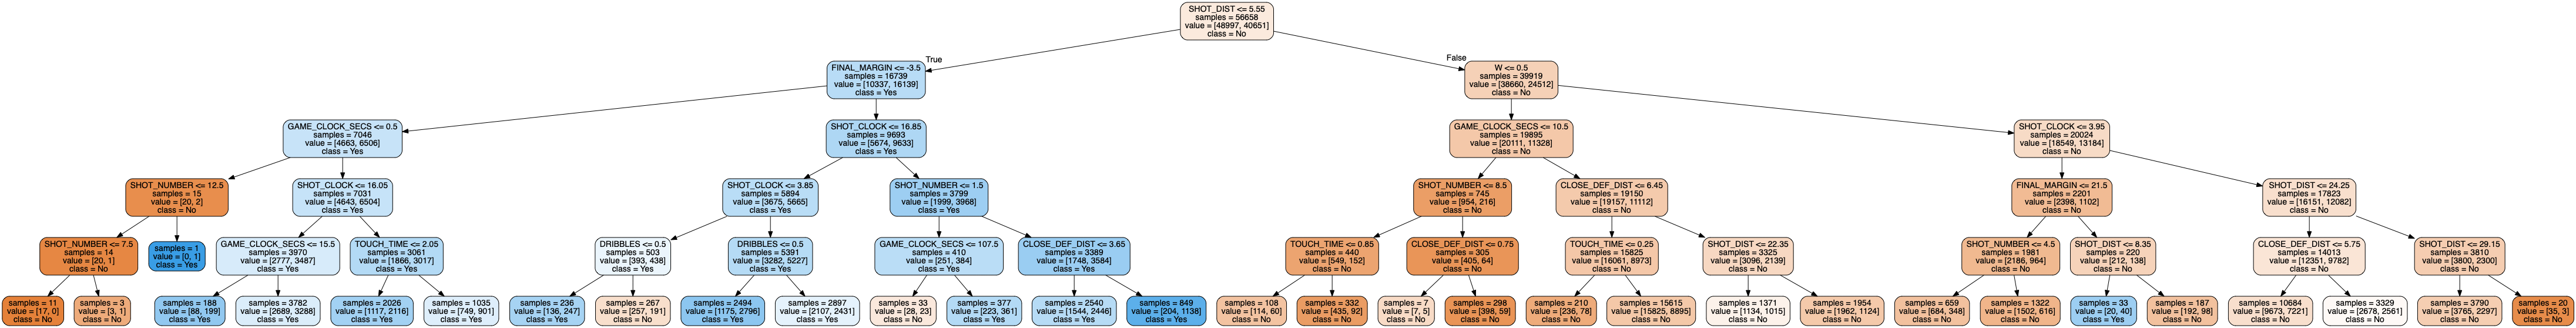 SHOT_DIST <= 5.55
samples = 56658
value = [48997, 40651]
class = No
True
False
FINAL_MARGIN <= -3.5
samples = 16739
value = [10337, 16139]
class = Yes
W <= 0.5
samples = 39919
value = [38660, 24512]
class = No
GAME_CLOCK_SECS <= 0.5
samples = 7046
value = [4663, 6506]
class = Yes
SHOT_CLOCK <= 16.85
samples = 9693
value = [5674, 9633]
class = Yes
GAME_CLOCK_SECS <= 10.5
samples = 19895
value = [20111, 11328]
class = No
SHOT_CLOCK <= 3.95
samples = 20024
value = [18549, 13184]
class = No
SHOT_NUMBER <= 12.5
samples = 15
value = [20, 2]
class = No
SHOT_CLOCK <= 16.05
samples = 7031
value = [4643, 6504]
class = Yes
SHOT_CLOCK <= 3.85
samples = 5894
value = [3675, 5665]
class = Yes
SHOT_NUMBER <= 1.5
samples = 3799
value = [1999, 3968]
class = Yes
SHOT_NUMBER <= 8.5
samples = 745
value = [954, 216]
class = No
CLOSE_DEF_DIST <= 6.45
samples = 19150
value = [19157, 11112]
class = No
FINAL_MARGIN <= 21.5
samples = 2201
value = [2398, 1102]
class = No
SHOT_DIST <= 24.25
samples = 17823
value = [16151, 12082]
class = No
SHOT_NUMBER <= 7.5
samples = 14
value = [20, 1]
class = No
samples = 1
value = [0, 1]
class = Yes
GAME_CLOCK_SECS <= 15.5
samples = 3970
value = [2777, 3487]
class = Yes
TOUCH_TIME <= 2.05
samples = 3061
value = [1866, 3017]
class = Yes
DRIBBLES <= 0.5
samples = 503
value = [393, 438]
class = Yes
DRIBBLES <= 0.5
samples = 5391
value = [3282, 5227]
class = Yes
GAME_CLOCK_SECS <= 107.5
samples = 410
value = [251, 384]
class = Yes
CLOSE_DEF_DIST <= 3.65
samples = 3389
value = [1748, 3584]
class = Yes
TOUCH_TIME <= 0.85
samples = 440
value = [549, 152]
class = No
CLOSE_DEF_DIST <= 0.75
samples = 305
value = [405, 64]
class = No
TOUCH_TIME <= 0.25
samples = 15825
value = [16061, 8973]
class = No
SHOT_DIST <= 22.35
samples = 3325
value = [3096, 2139]
class = No
SHOT_NUMBER <= 4.5
samples = 1981
value = [2186, 964]
class = No
SHOT_DIST <= 8.35
samples = 220
value = [212, 138]
class = No
CLOSE_DEF_DIST <= 5.75
samples = 14013
value = [12351, 9782]
class = No
SHOT_DIST <= 29.15
samples = 3810
value = [3800, 2300]
class = No
samples = 11
value = [17, 0]
class = No
samples = 3
value = [3, 1]
class = No
samples = 188
value = [88, 199]
class = Yes
samples = 3782
value = [2689, 3288]
class = Yes
samples = 2026
value = [1117, 2116]
class = Yes
samples = 1035
value = [749, 901]
class = Yes
samples = 236
value = [136, 247]
class = Yes
samples = 267
value = [257, 191]
class = No
samples = 2494
value = [1175, 2796]
class = Yes
samples = 2897
value = [2107, 2431]
class = Yes
samples = 33
value = [28, 23]
class = No
samples = 377
value = [223, 361]
class = Yes
samples = 2540
value = [1544, 2446]
class = Yes
samples = 849
value = [204, 1138]
class = Yes
samples = 108
value = [114, 60]
class = No
samples = 332
value = [435, 92]
class = No
samples = 7
value = [7, 5]
class = No
samples = 298
value = [398, 59]
class = No
samples = 210
value = [236, 78]
class = No
samples = 15615
value = [15825, 8895]
class = No
samples = 1371
value = [1134, 1015]
class = No
samples = 1954
value = [1962, 1124]
class = No
samples = 659
value = [684, 348]
class = No
samples = 1322
value = [1502, 616]
class = No
samples = 33
value = [20, 40]
class = Yes
samples = 187
value = [192, 98]
class = No
samples = 10684
value = [9673, 7221]
class = No
samples = 3329
value = [2678, 2561]
class = No
samples = 3790
value = [3765, 2297]
class = No
samples = 20
value = [35, 3]
class = No